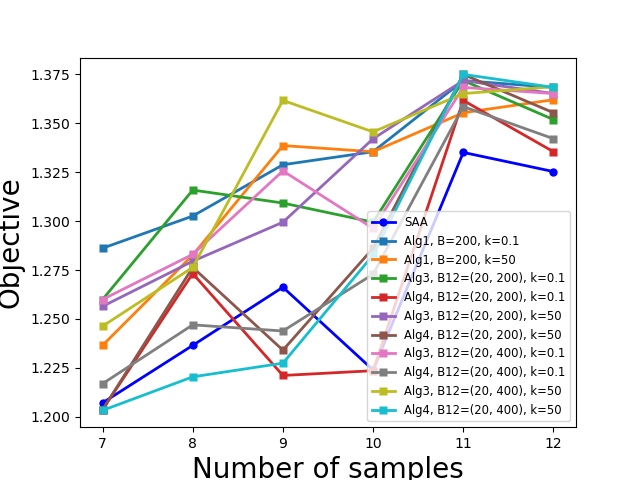 1.375
1.350
1.325
1.300
1.275
1.250
1.225
1.200
Objective
7 8 9 10 11 12
Number of samples
SAA
Alg1, B=200, k=0.1
Alg1, B=200, k=50
Alg3, B12=(20, 200), k=0.1
Alg4, B12=(20, 200), k=0.1
Alg3, B12=(20, 200), k=50
Alg4, B12=(20, 200), k=50
Alg3, B12=(20, 400), k=0.1
Alg4, B12=(20, 400), k=0.1
Alg3, B12=(20, 400), k=50
Alg4, B12=(20, 400), k=50